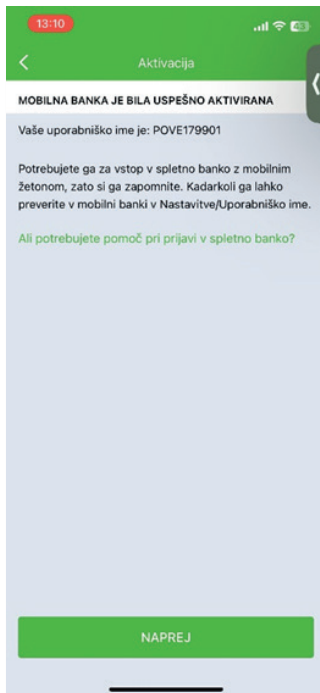 13:10
43
Aktivacija
MOBILNA BANKA JE BILA USPEŠNO AKTIVIRANA
Vaše uporabniško ime je: POVE179901
Potrebujete ga za vstop v spletno banko z mobilnim
žetonom, zato si ga zapomnite. Kadarkoli ga lahko
preverite v mobilni banki v Nastavitve/Uporabniško ime.
Ali potrebujete pomoč pri prijavi v spletno banko?
NAPREJ